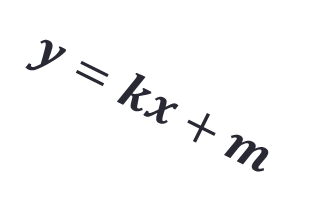 y = kx + m